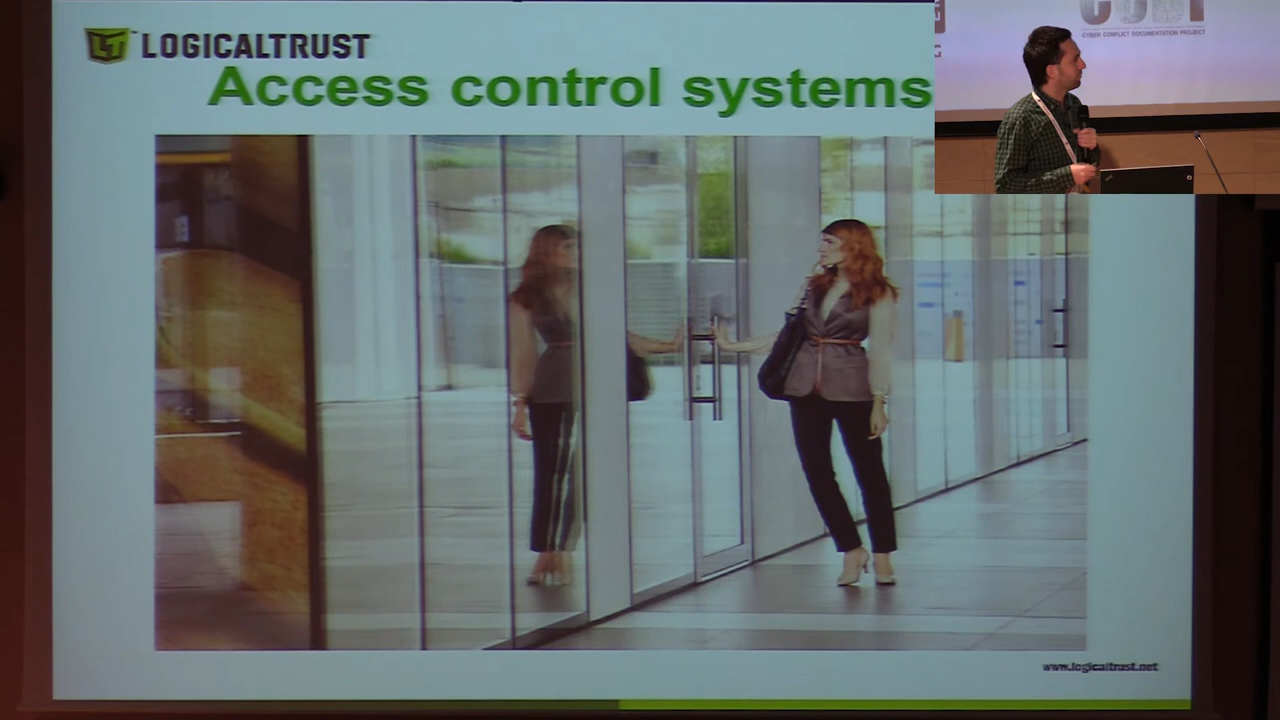 LOGICALTRUST
Access control systems
CYBER CONFLICT DOCUMENTATION PROJECT
www.logicaltrust.net